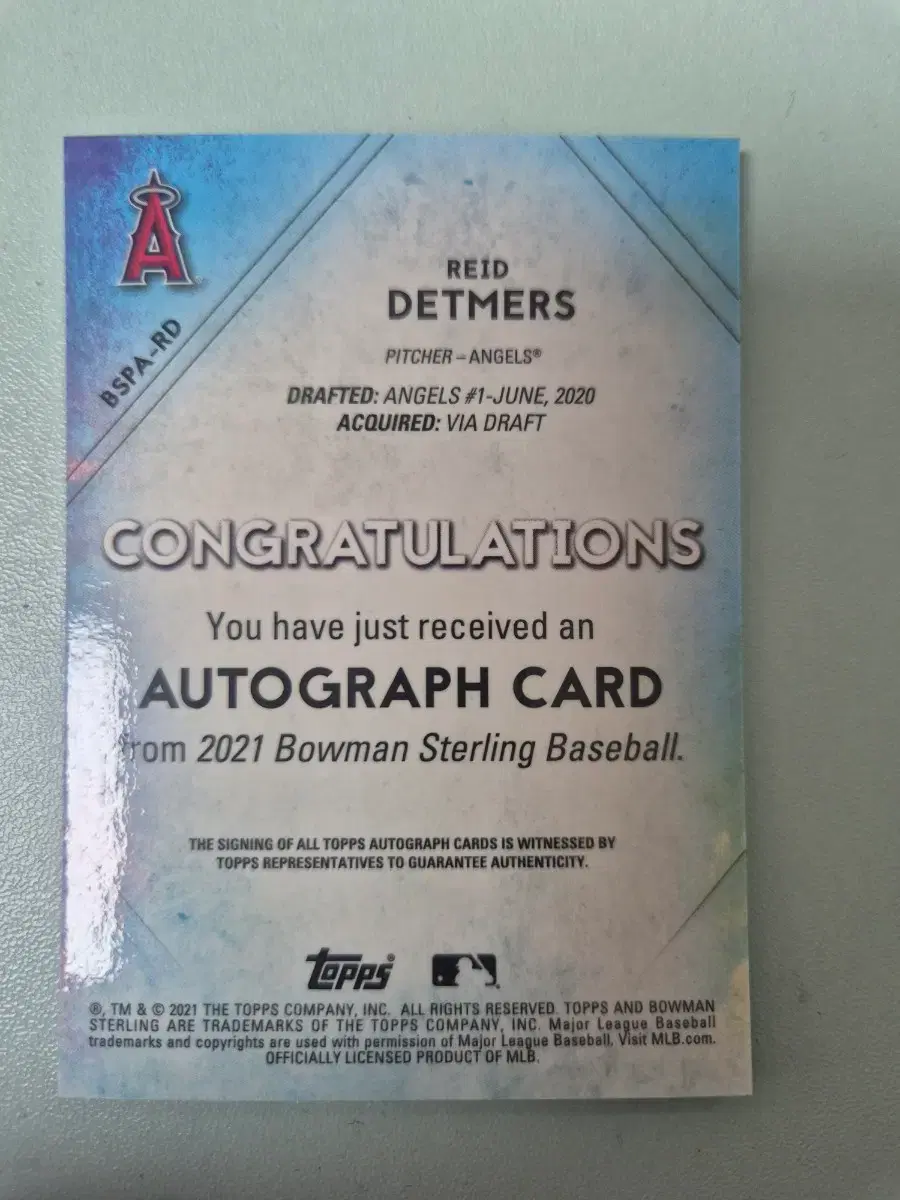 A
BSPA-RD
REID
DETMERS
PITCHER – ANGELS®
DRAFTED: ANGELS #1-JUNE, 2020
ACQUIRED: VIA DRAFT
CONGRATULATIONS
You have just received an
AUTOGRAPH CARD
from 2021 Bowman Sterling Baseball.
THE SIGNING OF ALL TOPPS AUTOGRAPH CARDS IS WITNESSED BY
TOPPS REPRESENTATIVES TO GUARANTEE AUTHENTICITY.
topps®
®, TM & © 2021 THE TOPPS COMPANY, INC. ALL RIGHTS RESERVED. TOPPS AND BOWMAN
STERLING ARE TRADEMARKS OF THE TOPPS COMPANY, INC. Major League Baseball
trademarks and copyrights are used with permission of Major League Baseball. Visit MLB.com.
OFFICIALLY LICENSED PRODUCT OF MLB.